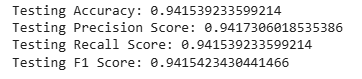 Testing Accuracy: 0.941539233599214
Testing Precision Score: 0.9417306018535386
Testing Recall Score: 0.941539233599214
Testing F1 Score: 0.9415423430441466